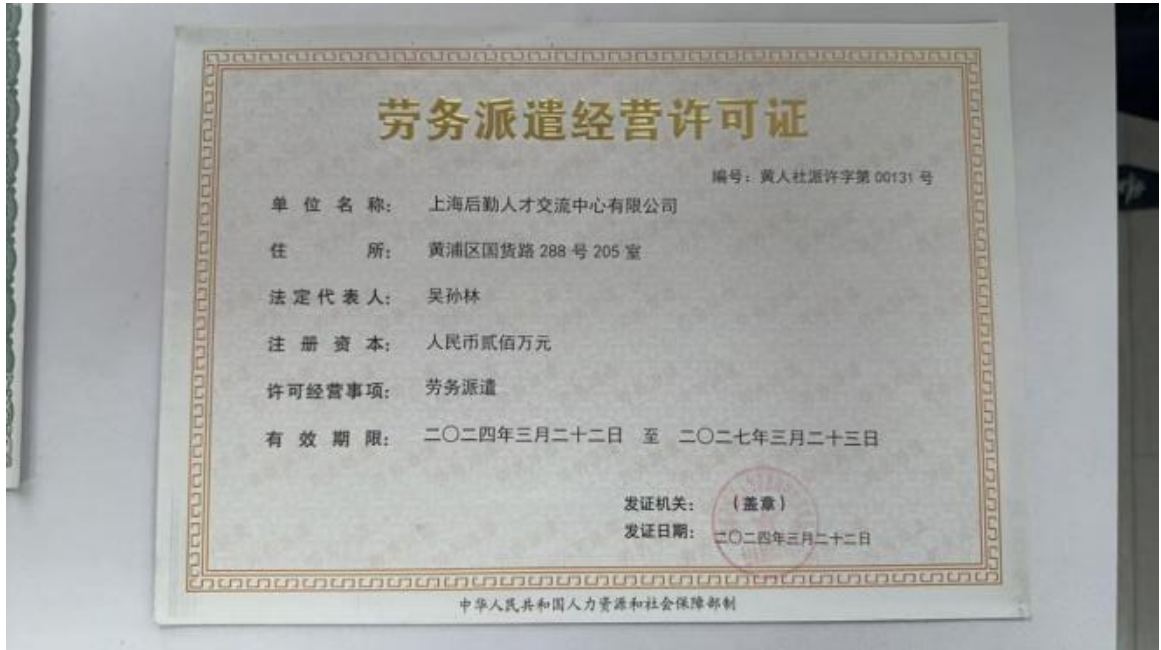 劳务派遣经营许可证
编号：黄人社派许字第 00131 号
单位名称： 上海后勤人才交流中心有限公司
住所： 黄浦区国货路 288 号 205 室
法定代表人： 吴孙林
注册资本： 人民币贰佰万元
许可经营事项： 劳务派遣
有效期限： 二〇二四年三月二十二日 至 二〇二七年三月二十三日
发证机关： （盖章）
发证日期： 二〇二四年三月二十二日
中华人民共和国人力资源和社会保障部制